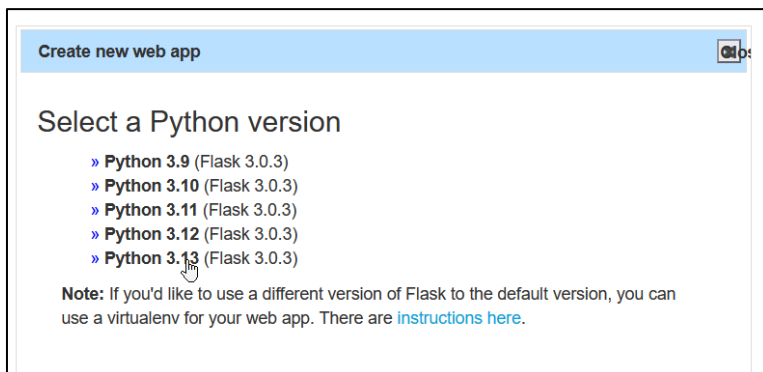 Create new web app
Select a Python version
» Python 3.9 (Flask 3.0.3)
» Python 3.10 (Flask 3.0.3)
» Python 3.11 (Flask 3.0.3)
» Python 3.12 (Flask 3.0.3)
» Python 3.13 (Flask 3.0.3)
Note: If you'd like to use a different version of Flask to the default version, you can
use a virtualenv for your web app. There are instructions here.